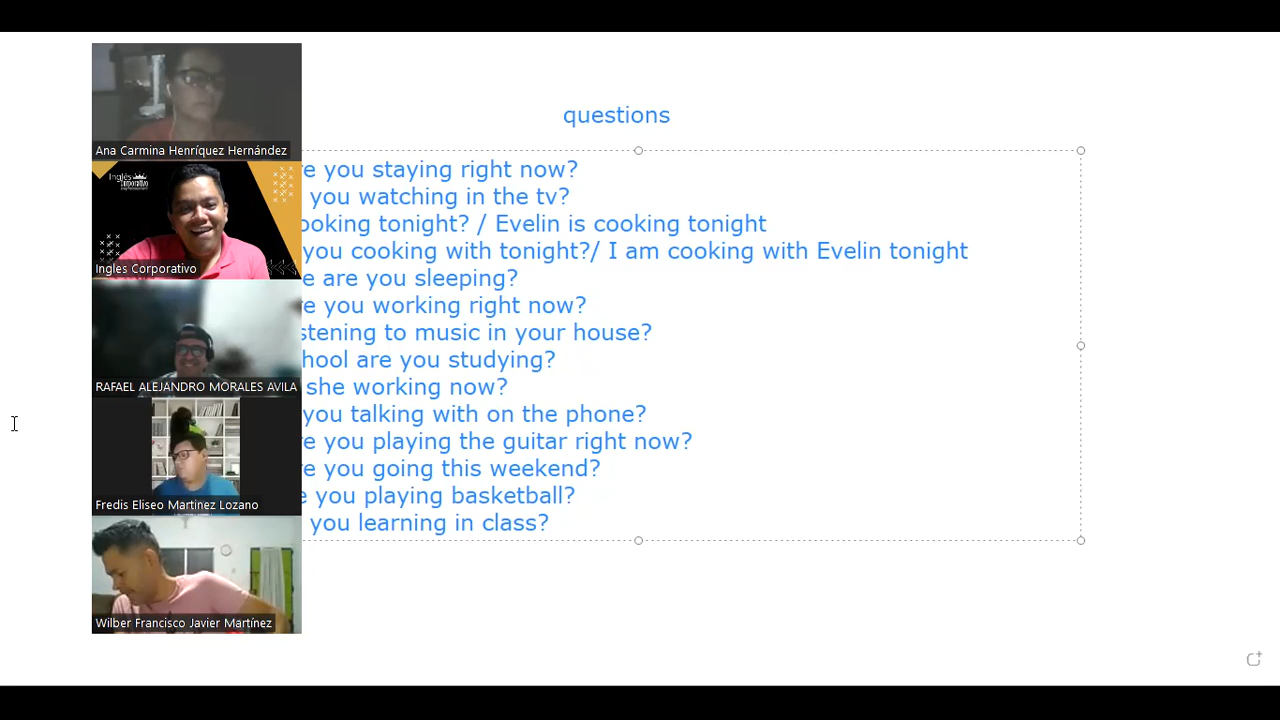 questions
Ana Carmina Henríquez Hernández
you staying right now?
you watching in the tv?
tonight? / Evelin is cooking tonight
Inglés
Corporativo
you cooking with tonight?/ I am cooking with Evelin tonight
Ingles Corporativo
are you sleeping?
you working right now?
to music in your house?
are you studying?
RAFAEL ALEJANDRO MORALES AVILA
she working now?
you talking with on the phone?
you playing the guitar right now?
you going this weekend?
you playing basketball?
Fredis Eliseo Martinez Lozano
you learning in class?
Wilber Francisco Javier Martínez